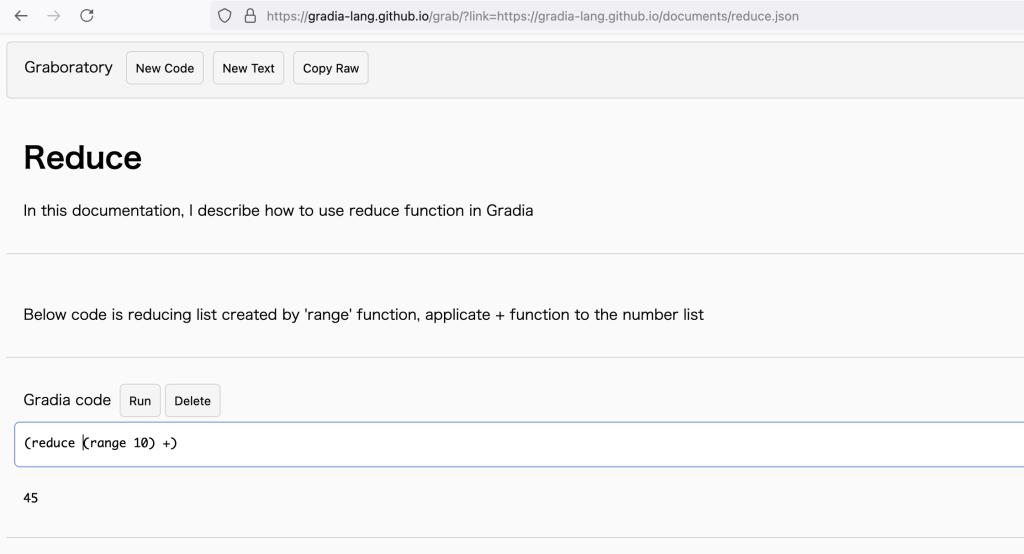 https://gradia-lang.github.io/grab/?link=https://gradia-lang.github.io/documents/reduce.json
Graboratory New Code New Text Copy Raw
Reduce
In this documentation, I describe how to use reduce function in Gradia
Below code is reducing list created by 'range' function, applicate + function to the number list
Gradia code Run Delete
(reduce (range 10) +)
45